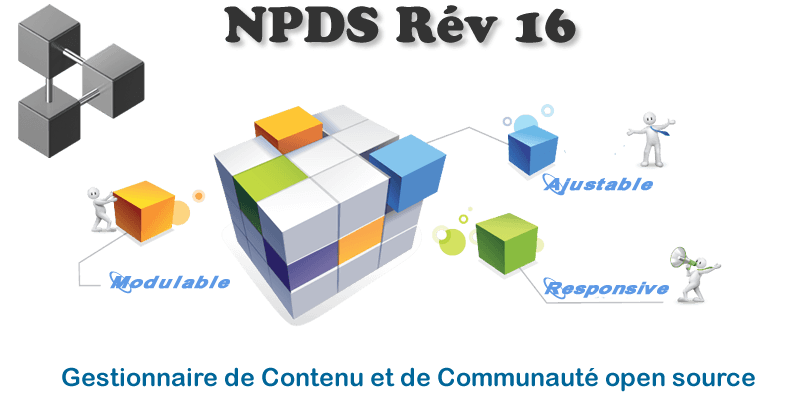 NPDS Rév 16
Ajustable
Modulable
Responsive
Gestionnaire de Contenu et de Communauté open source